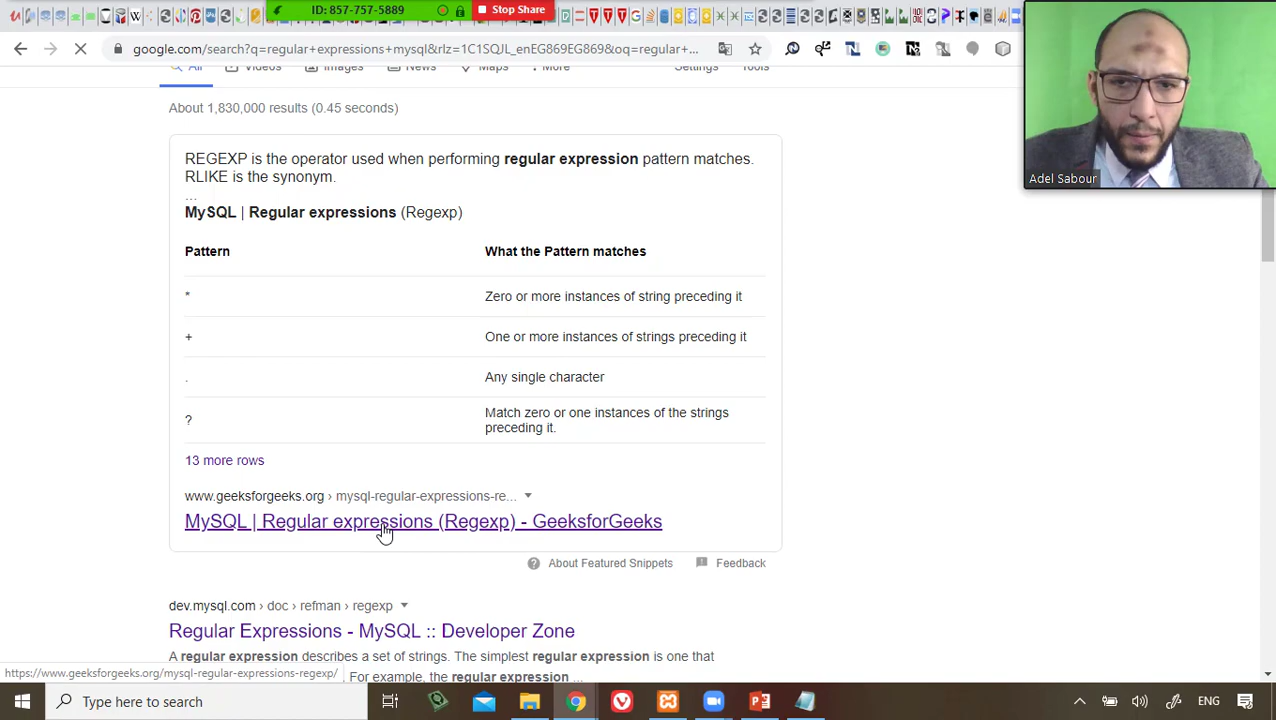 ID: 857-757-5889
Stop Share
google.com/search?q=regular+expressions+mysql&rlz=1C1SQJL_enEG869EG869&oq=regular+...
All
Videos
Images
News
Maps
More
Settings
Tools
About 1,830,000 results (0.45 seconds)
REGEXP is the operator used when performing regular expression pattern matches.
RLIKE is the synonym.
...
MySQL | Regular expressions (Regexp)
Pattern What the Pattern matches
* Zero or more instances of string preceding it
+ One or more instances of strings preceding it
. Any single character
? Match zero or one instances of the strings
preceding it.
13 more rows
www.geeksforgeeks.org › mysql-regular-expressions-re...
MySQL | Regular expressions (Regexp) - GeeksforGeeks
About Featured Snippets
Feedback
dev.mysql.com › doc › refman › regexp
Regular Expressions - MySQL :: Developer Zone
A regular expression describes a set of strings. The simplest regular expression is one that
For example, the regular expression ...
https://www.geeksforgeeks.org/mysql-regular-expressions-regexp/
Adel Sabour
Type here to search
ENG